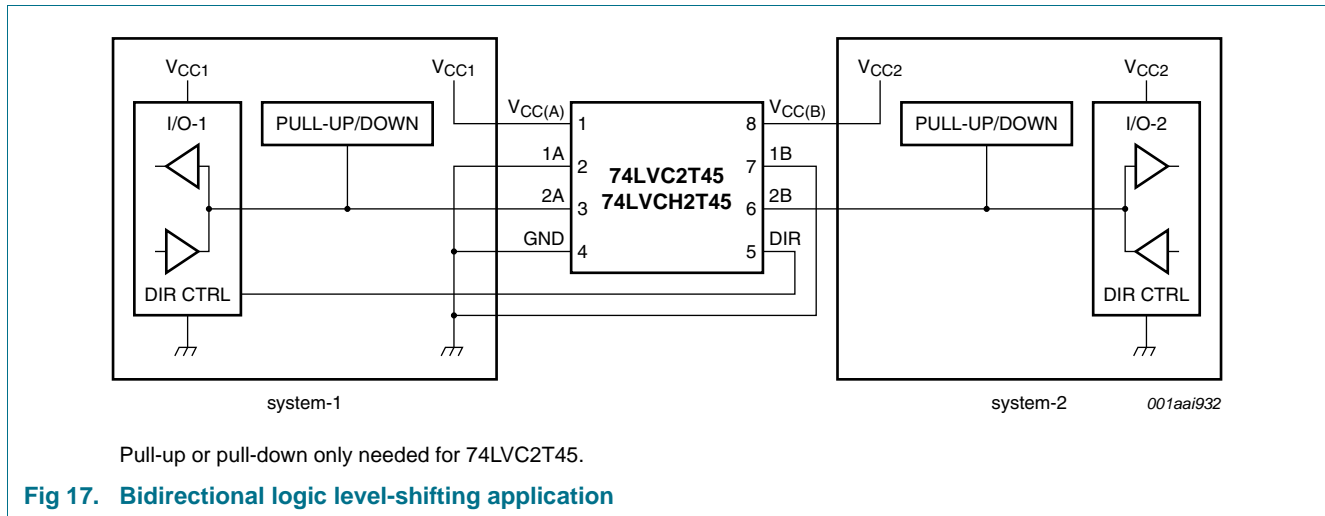 VCC1
VCC1
VCC2
VCC2
I/O-1
PULL-UP/DOWN
VCC(A)
1
8
VCC(B)
PULL-UP/DOWN
I/O-2
1A
2
74LVC2T45
7
1B
2A
3
74LVCH2T45
6
2B
GND
4
5
DIR
DIR CTRL
DIR CTRL
system-1
system-2
001aai932
Pull-up or pull-down only needed for 74LVC2T45.
Fig 17. Bidirectional logic level-shifting application